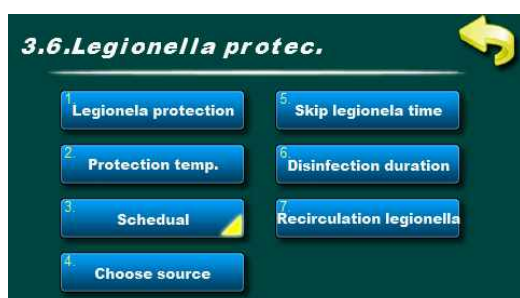 3.6.Legionella protec.
1. Legionela protection
2. Protection temp.
3. Schedual
4. Choose source
5. Skip legionela time
6. Disinfection duration
7. Recirculation legionella